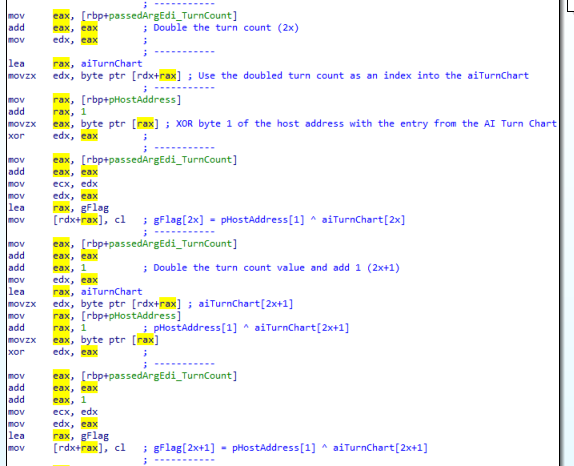 ; -----------
mov eax, [rbp+passedArgEdi_TurnCount]
add eax, eax ; Double the turn count (2x)
mov edx, eax ;
; -----------
lea rax, aiTurnChart
movzx edx, byte ptr [rdx+rax] ; Use the doubled turn count as an index into the aiTurnChart
; -----------
mov rax, [rbp+pHostAddress]
add rax, 1
movzx eax, byte ptr [rax] ; XOR byte 1 of the host address with the entry from the AI Turn Chart
xor edx, eax ;
; -----------
mov eax, [rbp+passedArgEdi_TurnCount]
add eax, eax
mov ecx, edx
mov edx, eax
lea rax, gFlag
mov [rdx+rax], cl ; gFlag[2x] = pHostAddress[1] ^ aiTurnChart[2x]
; -----------
mov eax, [rbp+passedArgEdi_TurnCount]
add eax, eax
add eax, 1 ; Double the turn count value and add 1 (2x+1)
mov edx, eax
lea rax, aiTurnChart
movzx edx, byte ptr [rdx+rax] ; aiTurnChart[2x+1]
mov rax, [rbp+pHostAddress]
add rax, 1 ; pHostAddress[1] ^ aiTurnChart[2x+1]
movzx eax, byte ptr [rax]
xor edx, eax ;
; -----------
mov eax, [rbp+passedArgEdi_TurnCount]
add eax, eax
add eax, 1
mov ecx, edx
mov edx, eax
lea rax, gFlag
mov [rdx+rax], cl ; gFlag[2x+1] = pHostAddress[1] ^ aiTurnChart[2x+1]
; -----------